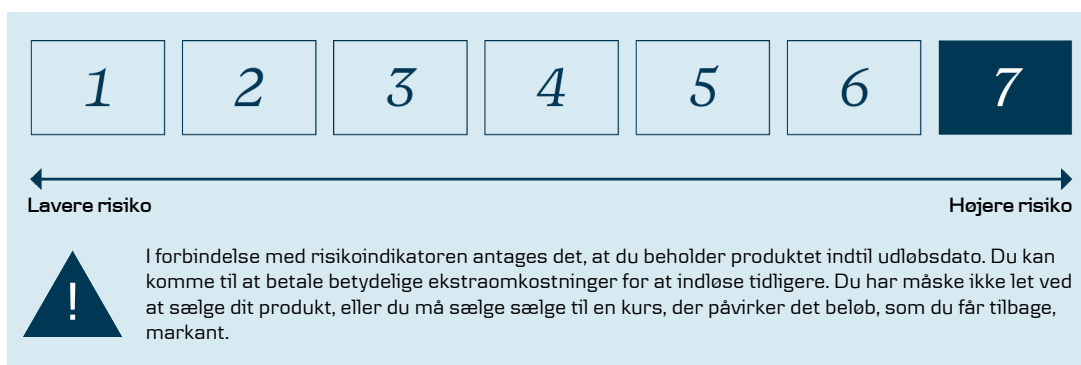 1 2 3 4 5 6 7
Lavere risiko Højere risiko
I forbindelse med risikoindikatoren antages det, at du beholder produktet indtil udløbsdato. Du kan
komme til at betale betydelige ekstraomkostninger for at indløse tidligere. Du har måske ikke let ved
at sælge dit produkt, eller du må sælge sælge til en kurs, der påvirker det beløb, som du får tilbage,
markant.
!